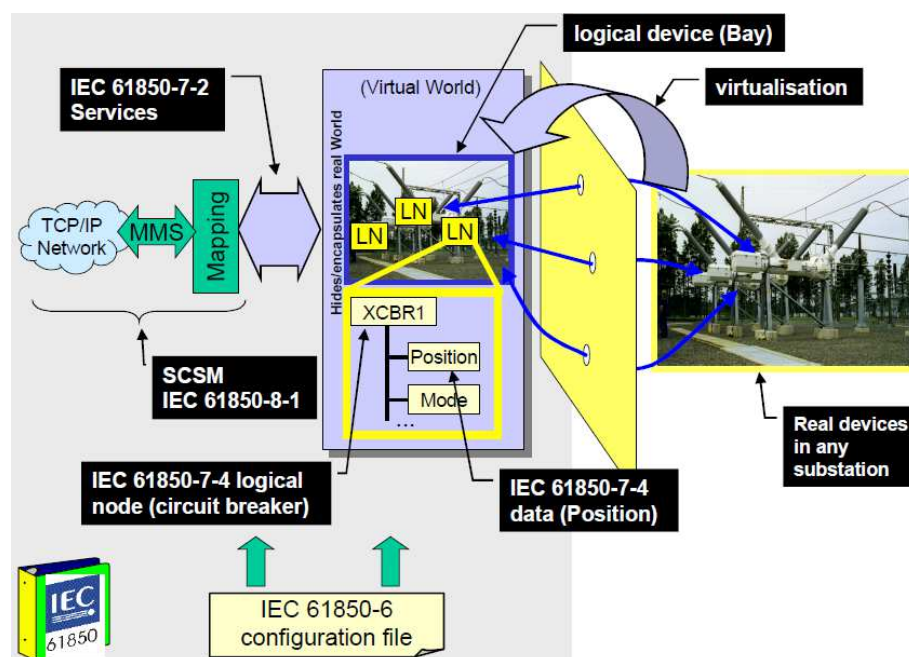 logical device (Bay)
IEC 61850-7-2
Services
(Virtual World)
virtualisation
Hides/encapsulates real World
LN
LN
LN
TCP/IP
Network
MMS
Mapping
XCBR1
Position
Mode
...
SCSM
IEC 61850-8-1
Real devices
in any
substation
IEC 61850-7-4 logical
node (circuit breaker)
IEC 61850-7-4
data (Position)
IEC
61850
IEC 61850-6
configuration file